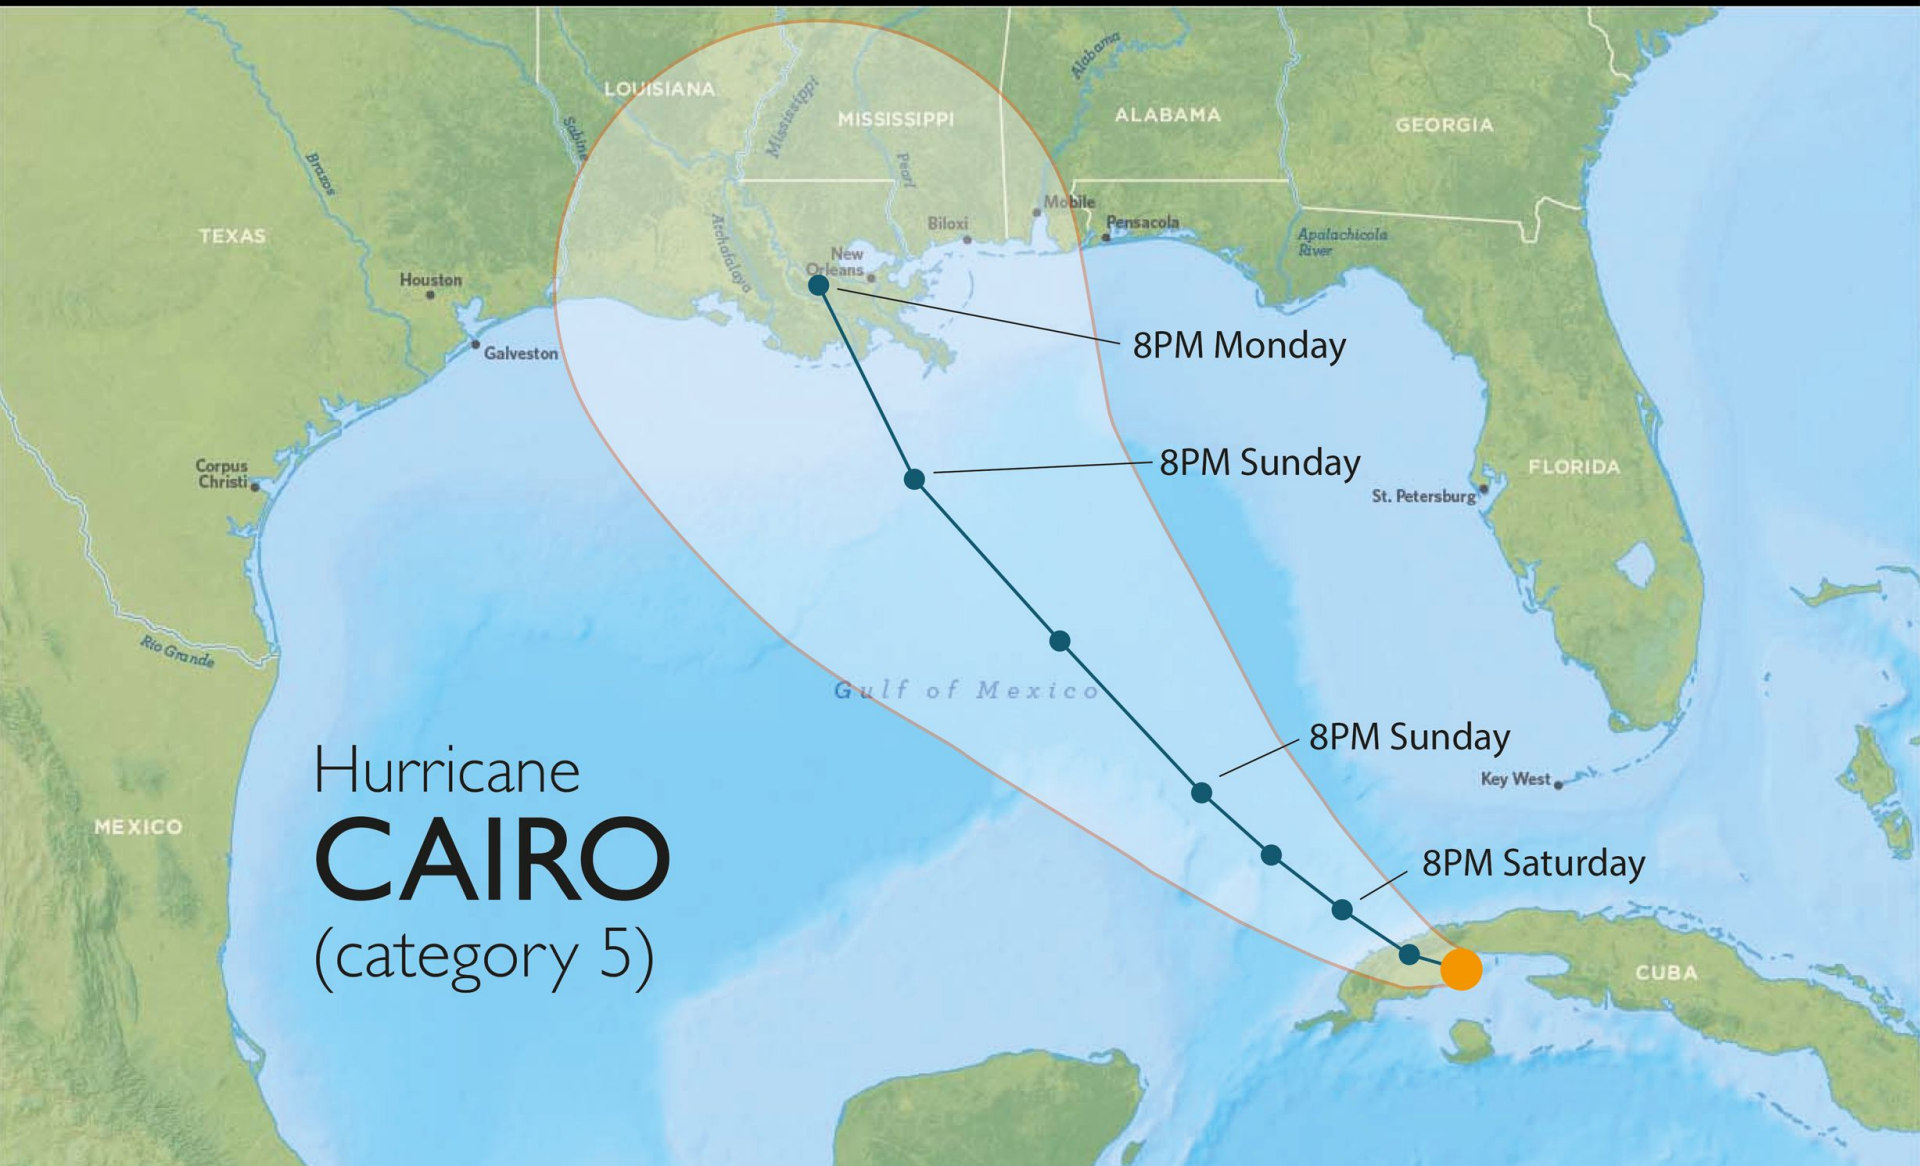 LOUISIANA
Mississippi
MISSISSIPPI
Alabama
ALABAMA
GEORGIA
Sabine
Brazos
Pearl
Atchafalaya
TEXAS
Houston
Galveston
New
Orleans
Biloxi
Mobile
Pensacola
Apalachicola
River
8PM Monday
8PM Sunday
Corpus
Christi
FLORIDA
St. Petersburg
Rio Grande
Gulf of Mexico
8PM Sunday
Key West
Hurricane
CAIRO
(category 5)
MEXICO
8PM Saturday
CUBA